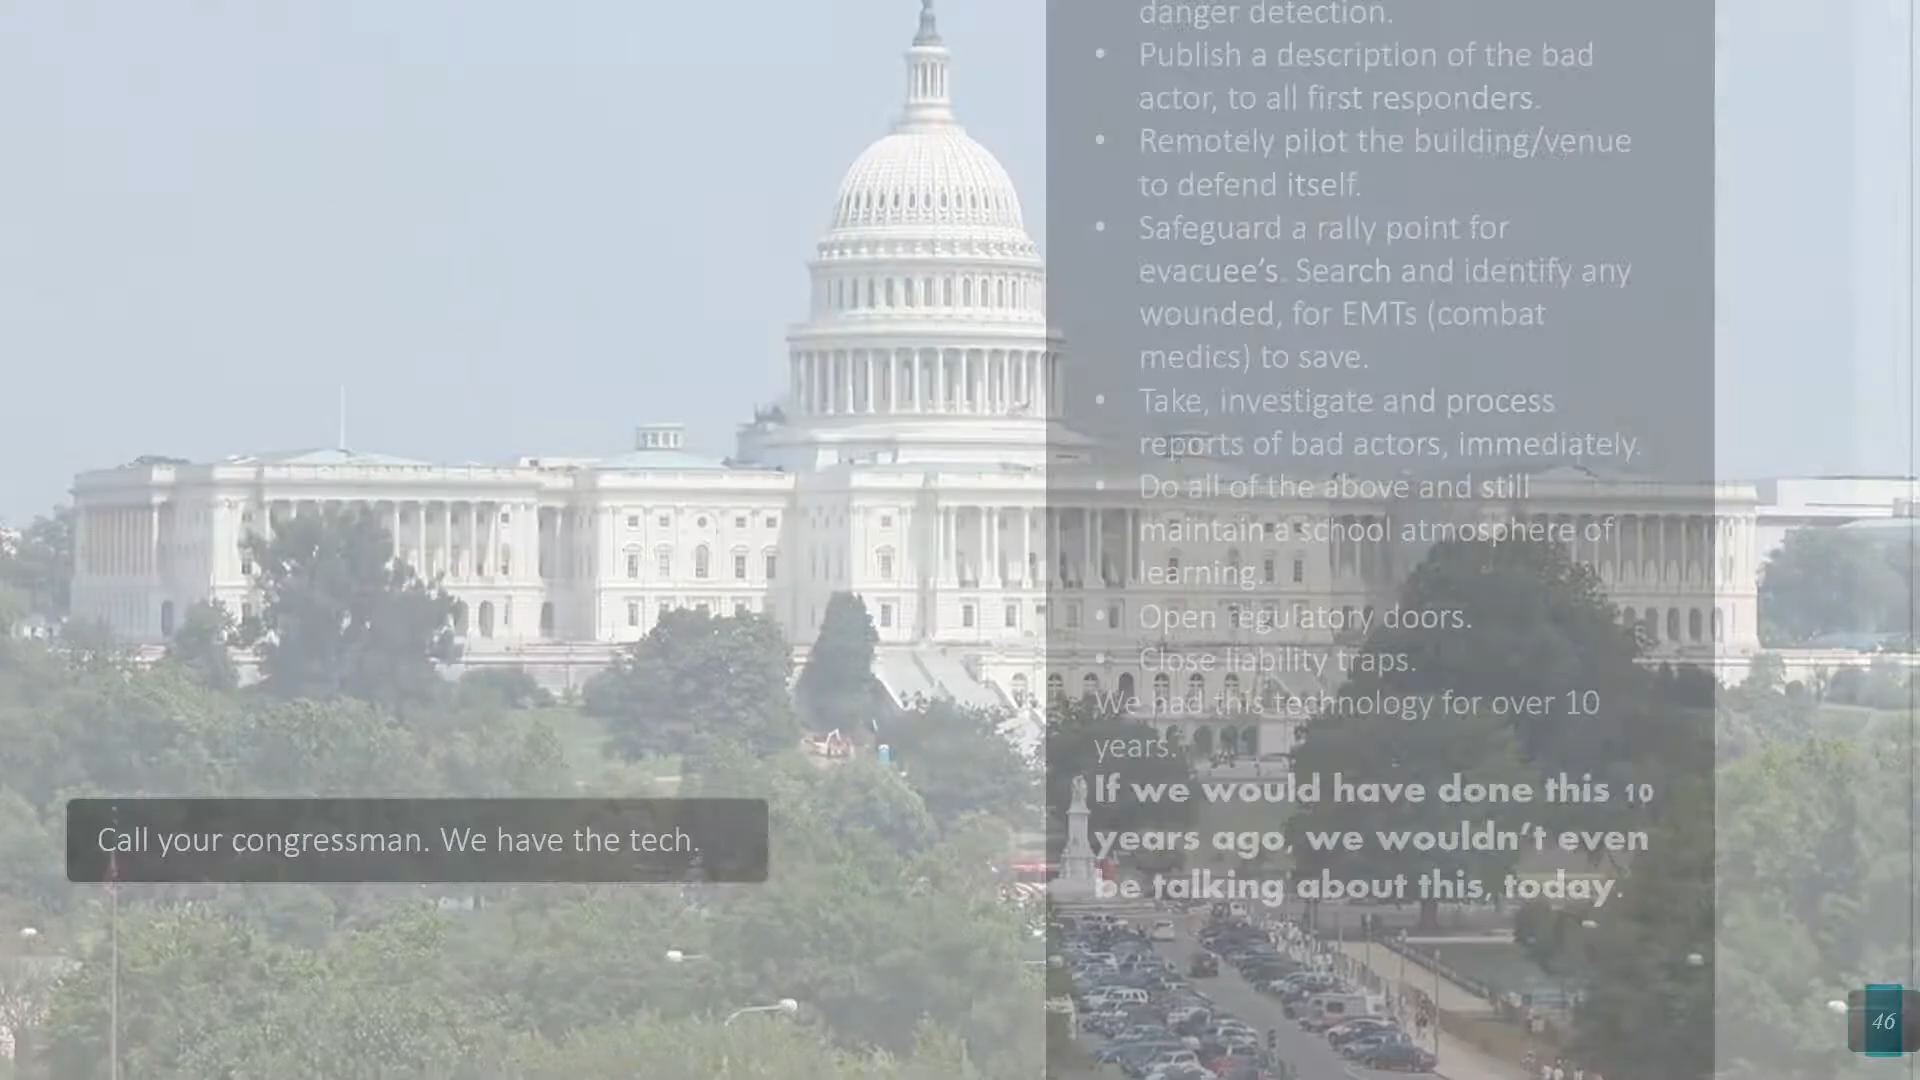 danger detection.
• Publish a description of the bad
actor, to all first responders.
• Remotely pilot the building/venue
to defend itself.
• Safeguard a rally point for
evacuee’s. Search and identify any
wounded, for EMTs (combat
medics) to save.
• Take, investigate and process
reports of bad actors, immediately.
• Do all of the above and still
maintain a school atmosphere of
learning.
• Open regulatory doors.
• Close liability traps.
We had this technology for over 10
years.
If we would have done this 10
years ago, we wouldn’t even
be talking about this, today.
Call your congressman. We have the tech.
46